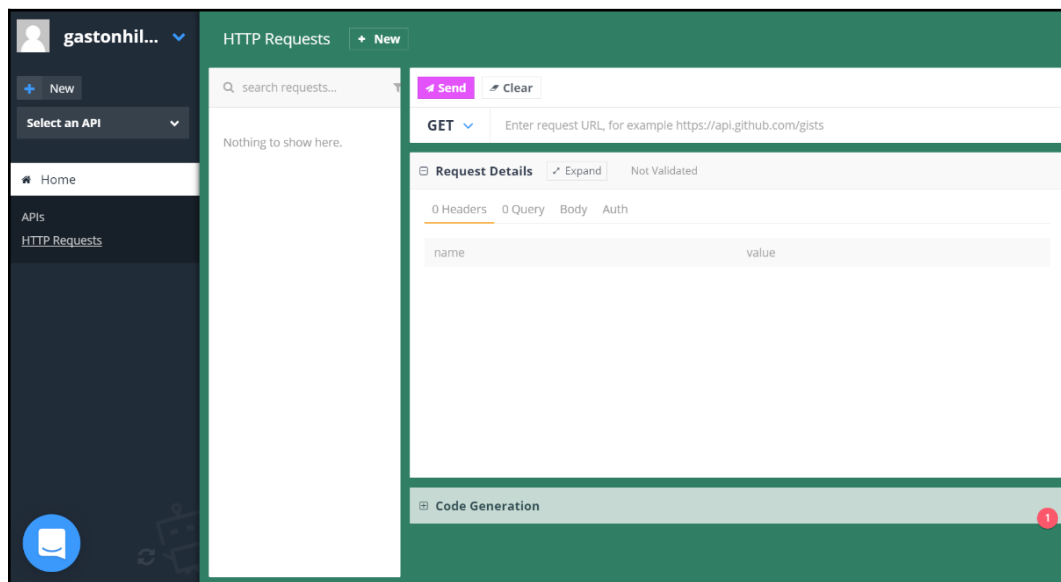 gastonhil...
New
Select an API
Home
APIs
HTTP Requests
HTTP Requests
+ New
search requests...
Nothing to show here.
Send
Clear
GET
Enter request URL, for example https://api.github.com/gists
Request Details
Expand
Not Validated
0 Headers
0 Query
Body
Auth
name
value
Code Generation
1